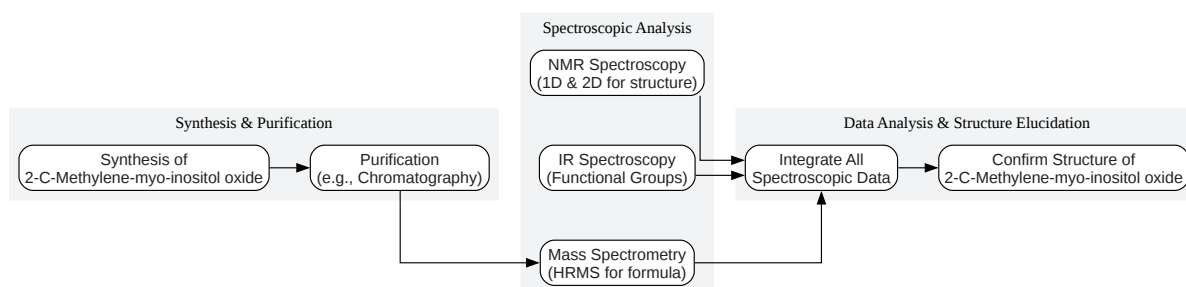 Spectroscopic Analysis
NMR Spectroscopy
(1D & 2D for structure)
Synthesis & Purification
Data Analysis & Structure Elucidation
Synthesis of
2-C-Methylene-myo-inositol oxide
Purification
(e.g., Chromatography)
IR Spectroscopy
(Functional Groups)
Integrate All
Spectroscopic Data
Confirm Structure of
2-C-Methylene-myo-inositol oxide
Mass Spectrometry
(HRMS for formula)